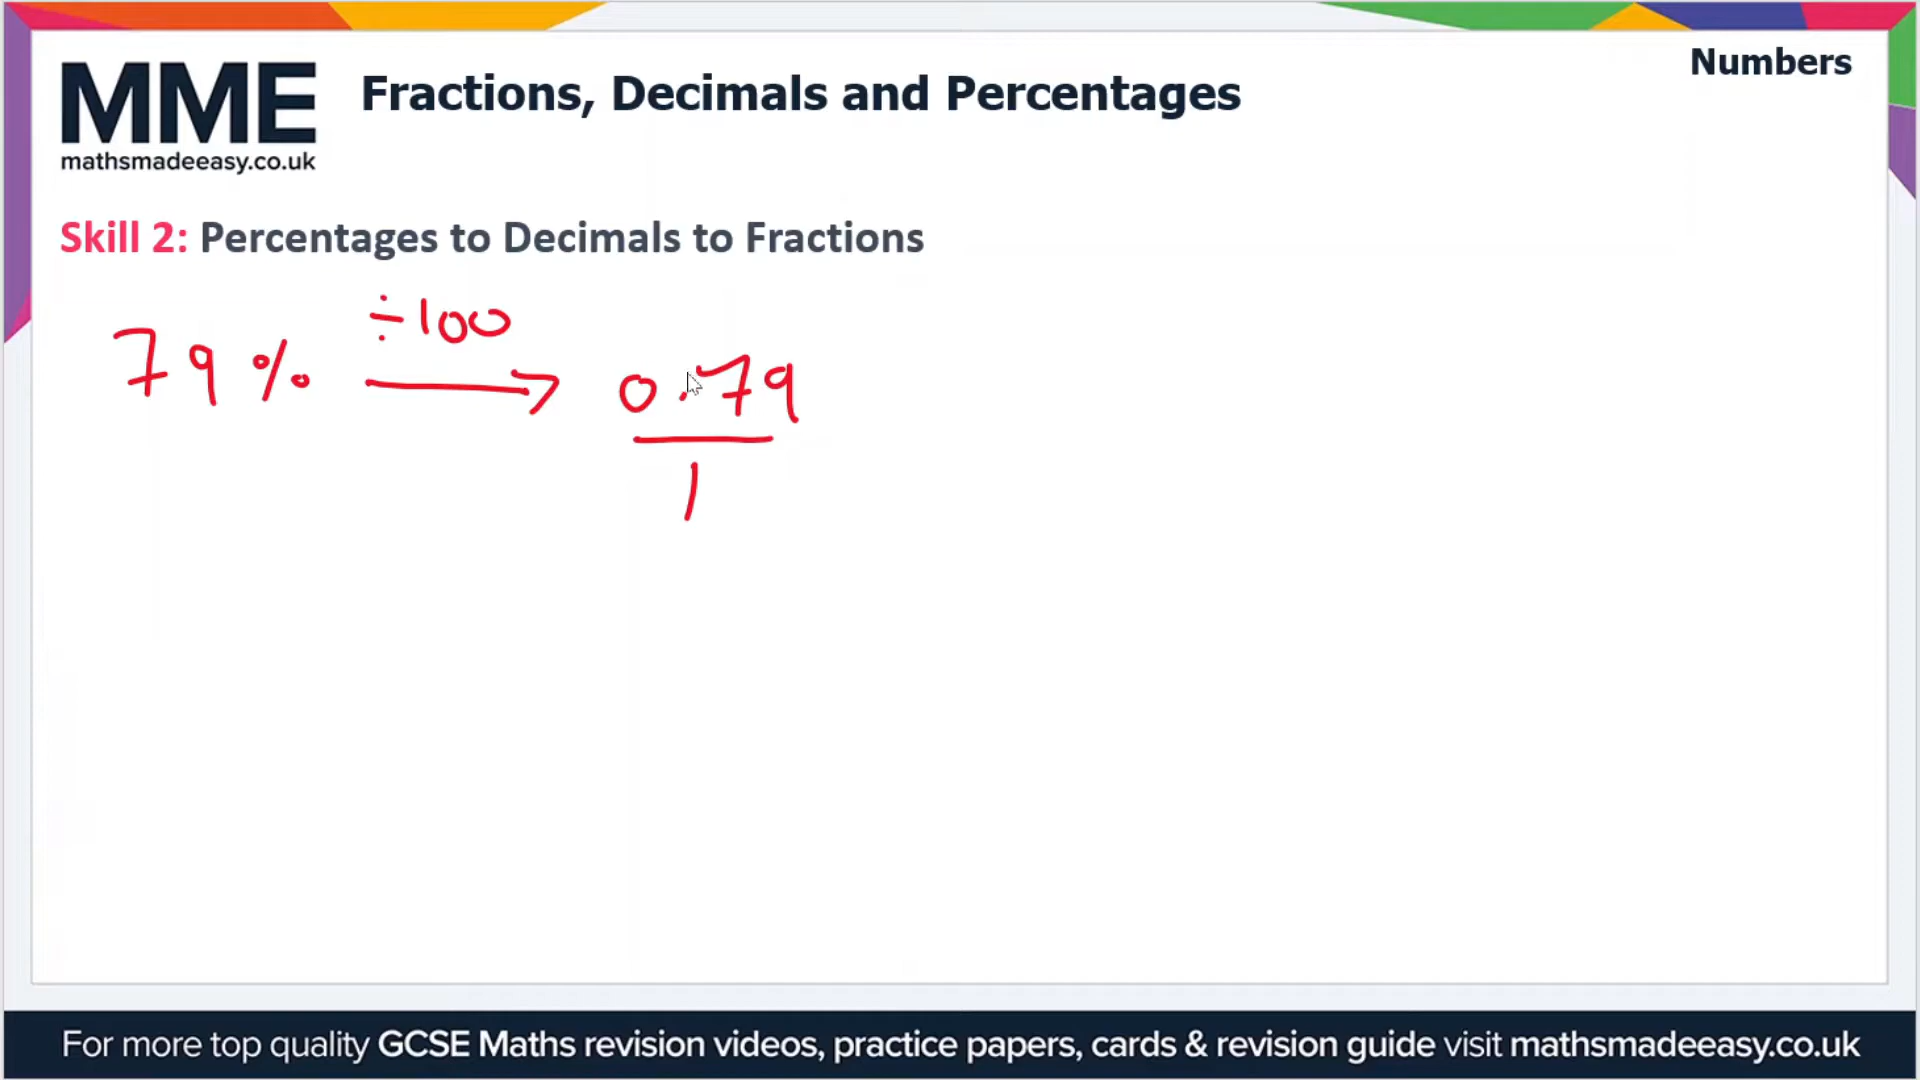 Numbers
MME
mathsmadeeasy.co.uk
Fractions, Decimals and Percentages
Skill 2: Percentages to Decimals to Fractions
÷100
79% → 0.79
1
For more top quality GCSE Maths revision videos, practice papers, cards & revision guide visit mathsmadeeasy.co.uk